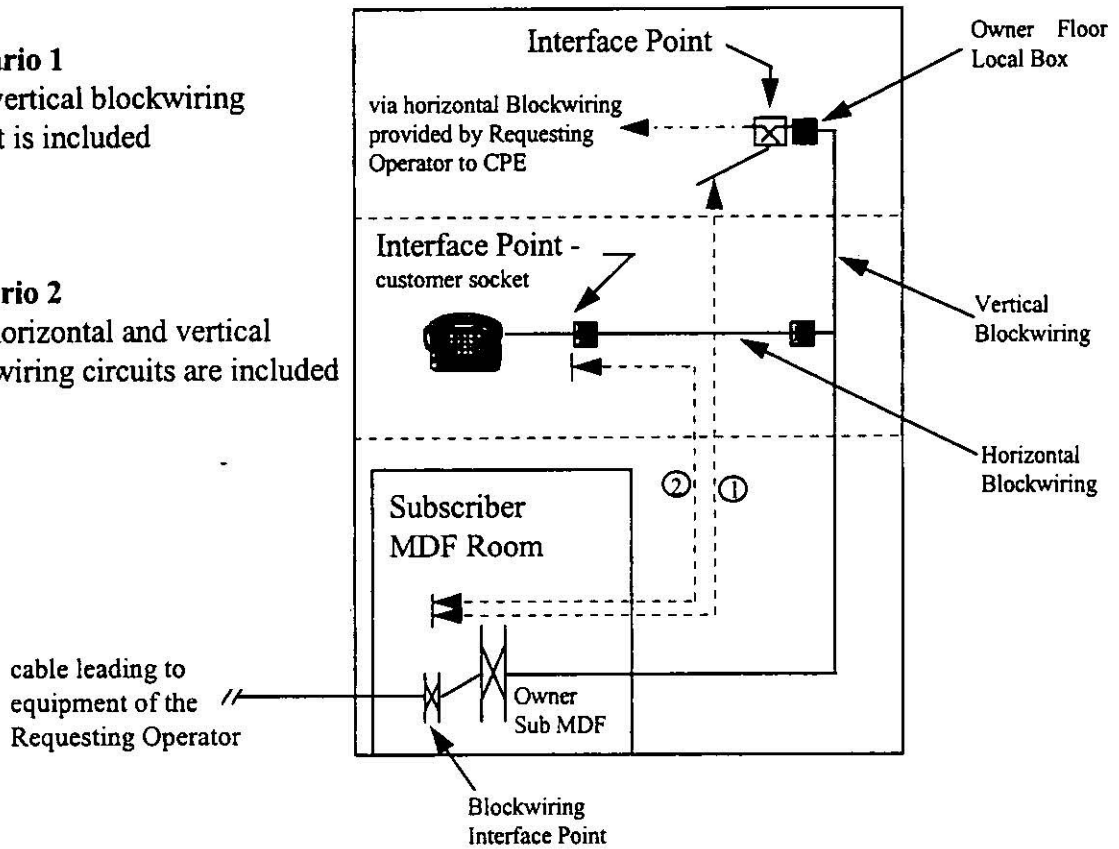 ario 1
vertical blockwiring
t is included
rio 2
orizontal and vertical
wiring circuits are included
Interface Point
Owner Floor
Local Box
via horizontal Blockwiring
provided by Requesting
Operator to CPE
Interface Point -
customer socket
Vertical
Blockwiring
Horizontal
Blockwiring
② ①
Subscriber
MDF Room
cable leading to
equipment of the
Requesting Operator
Owner
Sub MDF
Blockwiring
Interface Point